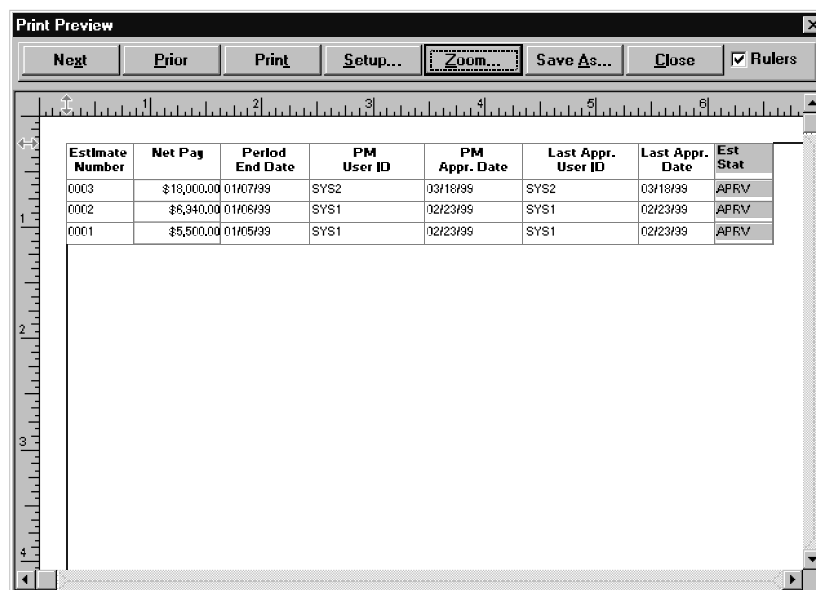 Print Preview
Next Prior Print Setup... Zoom... Save As... Close Rulers
1 2 3 4 5 6
Estimate Number Net Pay Period End Date PM User ID PM Appr. Date Last Appr. User ID Last Appr. Date Est Stat
0003 $18,000.00 01/07/99 SYS2 03/18/99 SYS2 03/18/99 APRV
0002 $6,940.00 01/06/99 SYS1 02/23/99 SYS1 02/23/99 APRV
0001 $5,500.00 01/05/99 SYS1 02/23/99 SYS1 02/23/99 APRV
1
2
3
4